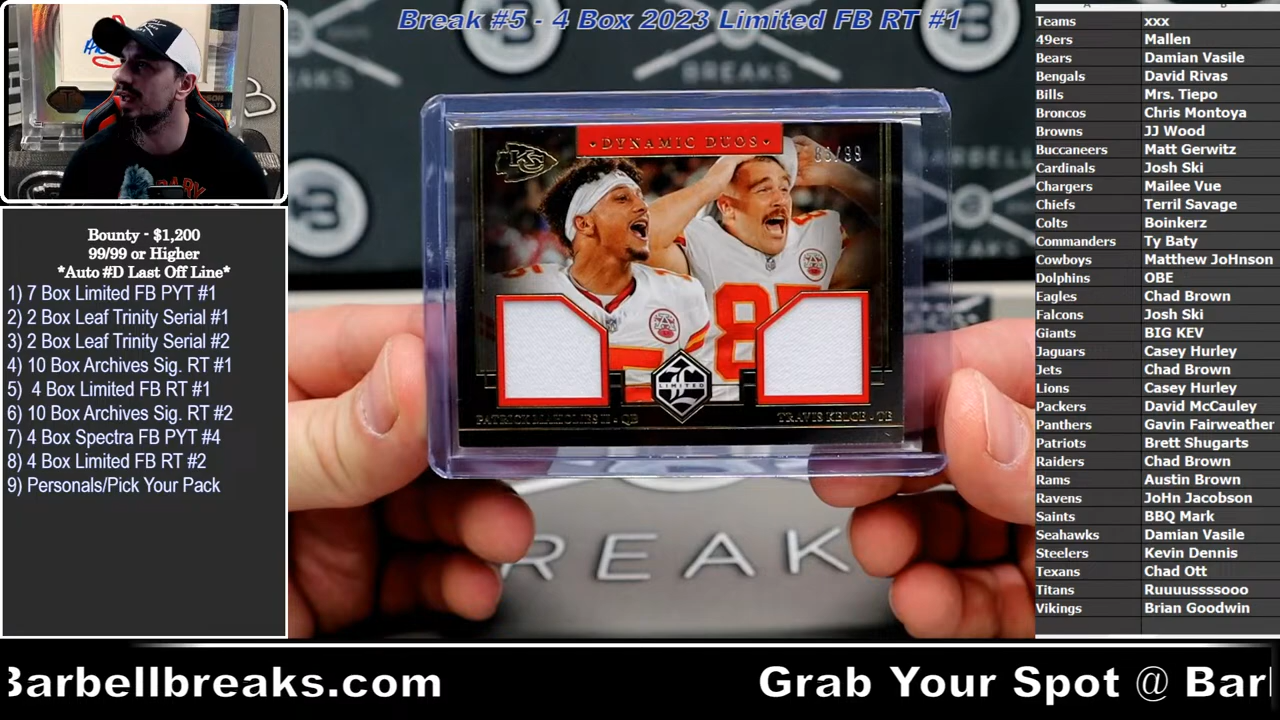 Break #5 - 4 Box 2023 Limited FB RT #1
BREAKS
Bounty - $1,200
99/99 or Higher
*Auto #D Last Off Line*
1) 7 Box Limited FB PYT #1
2) 2 Box Leaf Trinity Serial #1
3) 2 Box Leaf Trinity Serial #2
4) 10 Box Archives Sig. RT #1
5) 4 Box Limited FB RT #1
6) 10 Box Archives Sig. RT #2
7) 4 Box Spectra FB PYT #4
8) 4 Box Limited FB RT #2
9) Personals/Pick Your Pack
• DYNAMIC DUOS •
KC
87
LIMITED
PATRICK MAHOMES II - QB
TRAVIS KELCE - TE
BREAK
Teams xxx
49ers Mallen
Bears Damian Vasile
Bengals David Rivas
Bills Mrs. Tiepo
Broncos Chris Montoya
Browns JJ Wood
Buccaneers Matt Gerwitz
Cardinals Josh Ski
Chargers Mailee Vue
Chiefs Terril Savage
Colts Boinkerz
Commanders Ty Baty
Cowboys Matthew JoHnson
Dolphins OBE
Eagles Chad Brown
Falcons Josh Ski
Giants BIG KEV
Jaguars Casey Hurley
Jets Chad Brown
Lions Casey Hurley
Packers David McCauley
Panthers Gavin Fairweather
Patriots Brett Shugarts
Raiders Chad Brown
Rams Austin Brown
Ravens JoHn Jacobson
Saints BBQ Mark
Seahawks Damian Vasile
Steelers Kevin Dennis
Texans Chad Ott
Titans Ruuuussssooo
Vikings Brian Goodwin
Barbellbreaks.com Grab Your Spot @ Bar